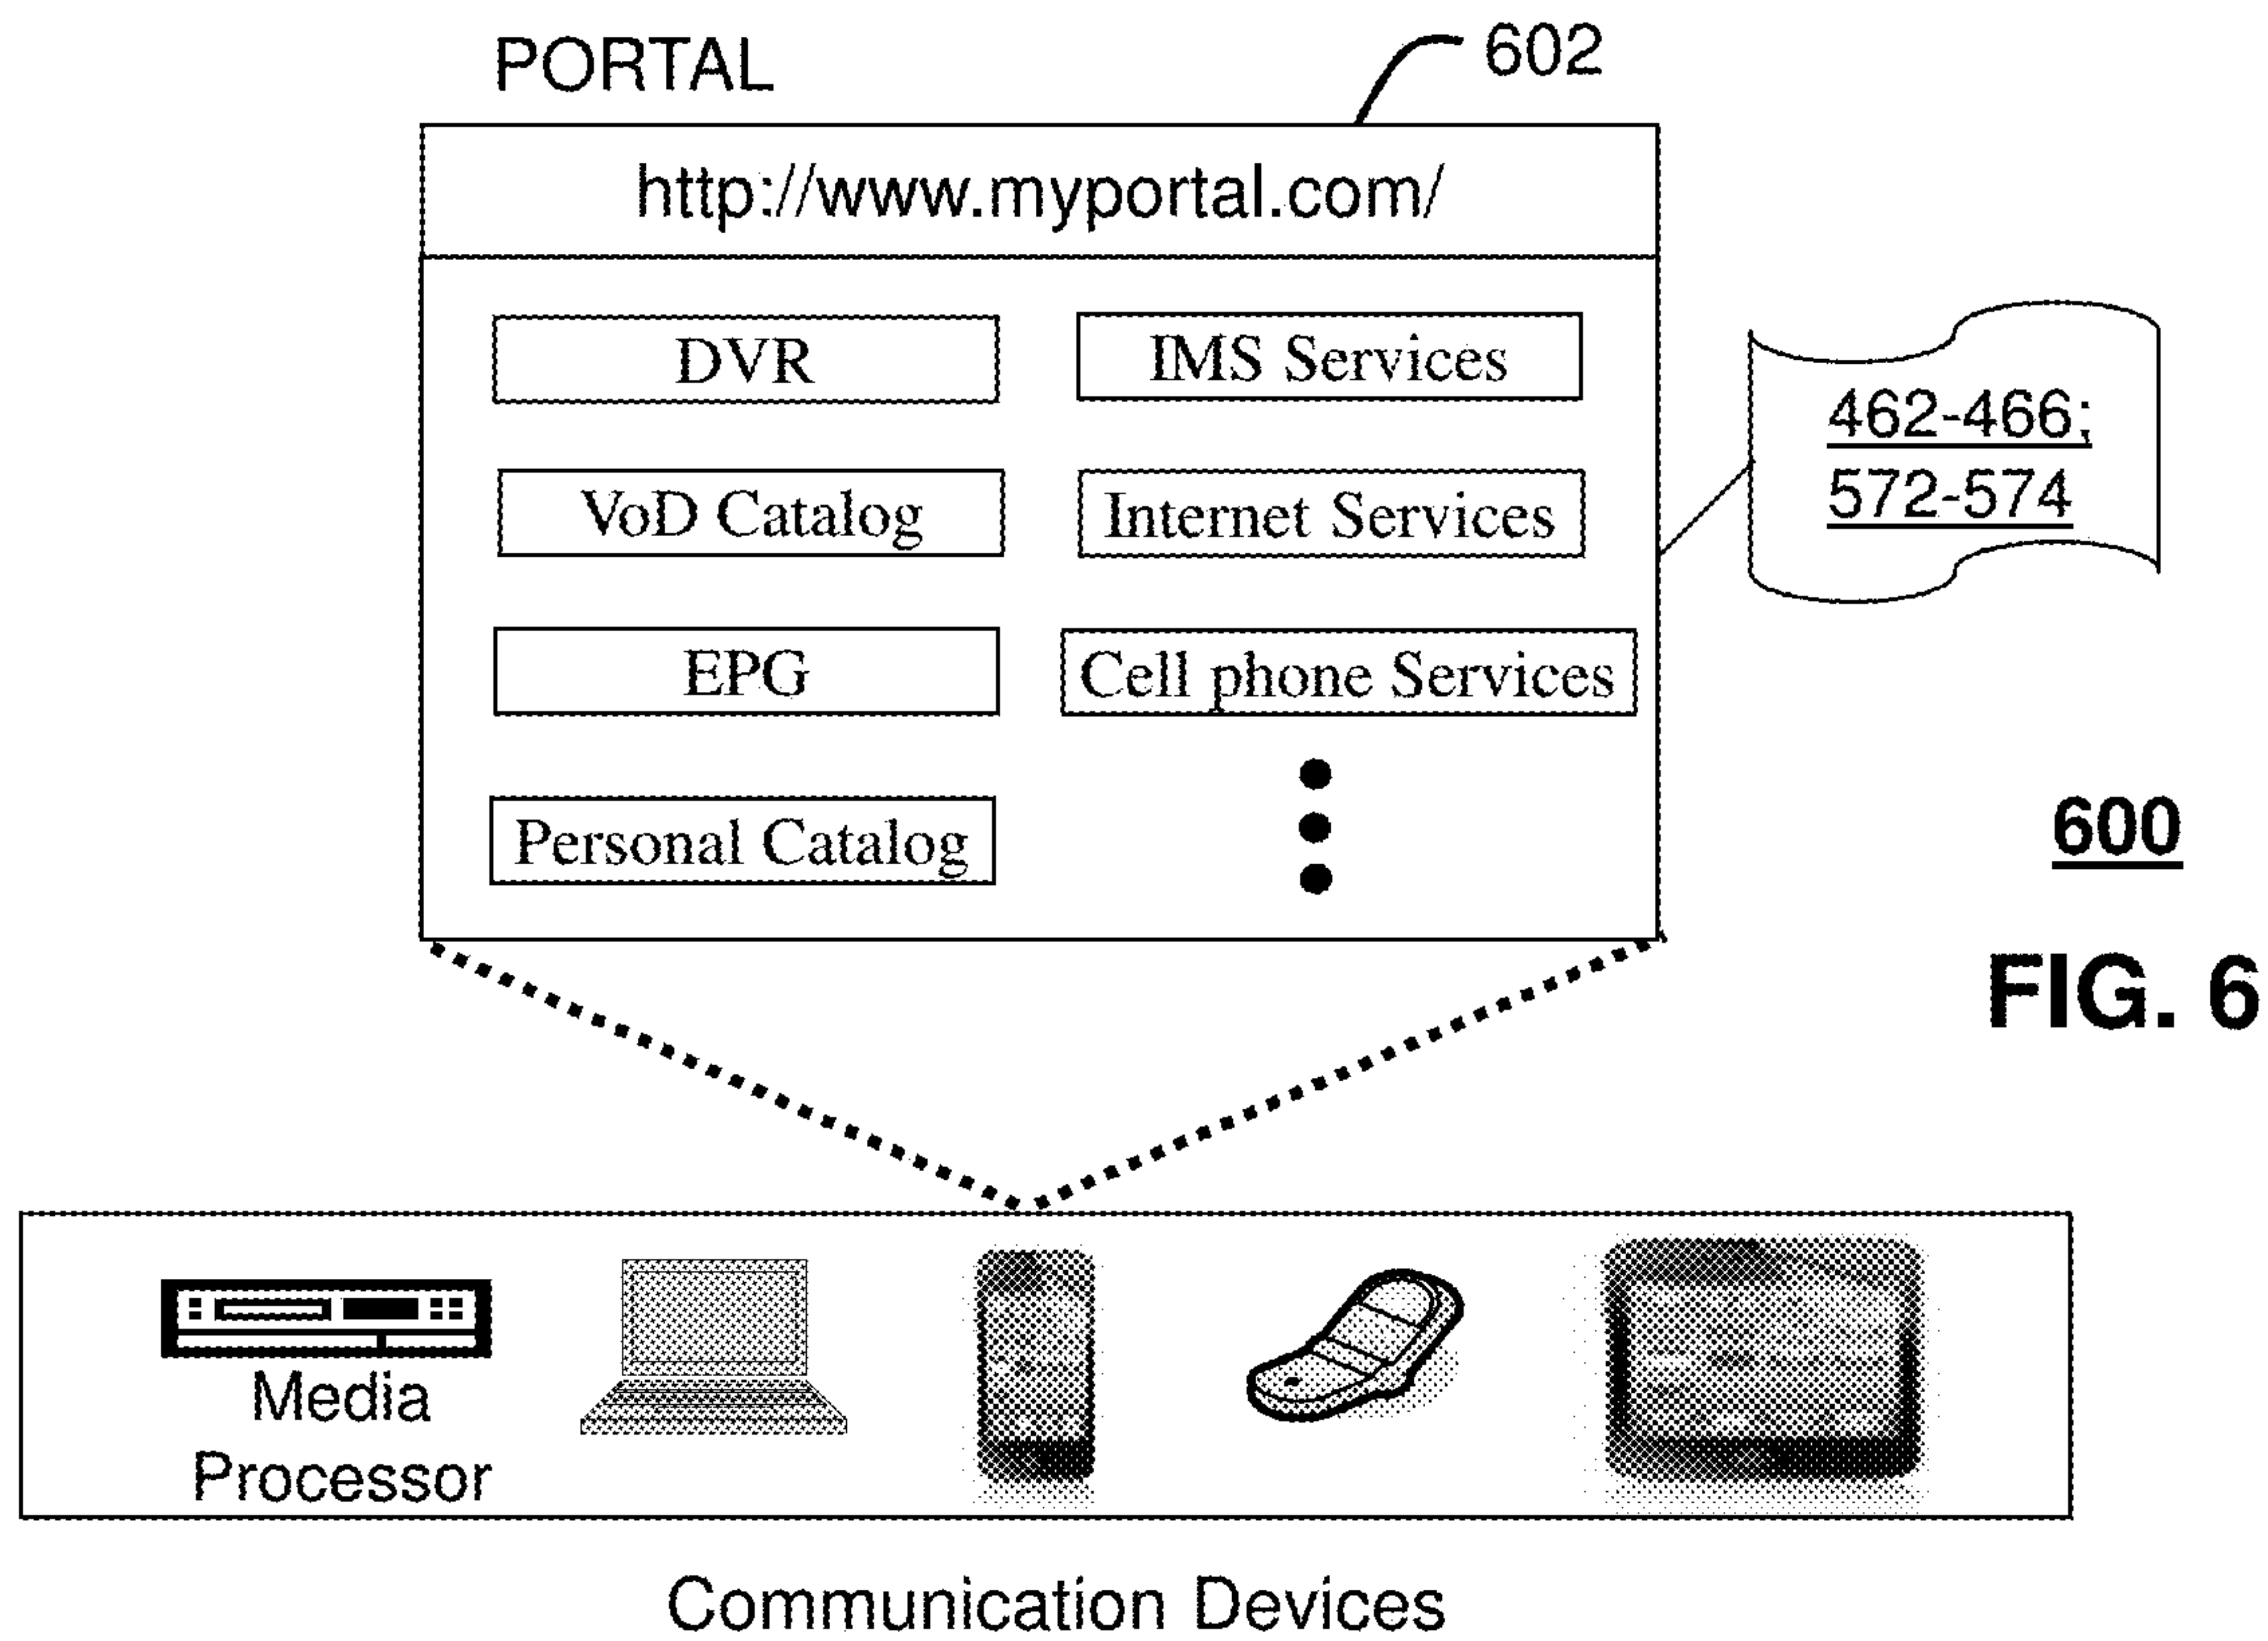 PORTAL
602
http://www.myportal.com/
DVR
IMS Services
VoD Catalog
Internet Services
EPG
Cell phone Services
Personal Catalog
462-466;
572-574
600
FIG. 6
Media
Processor
Communication Devices